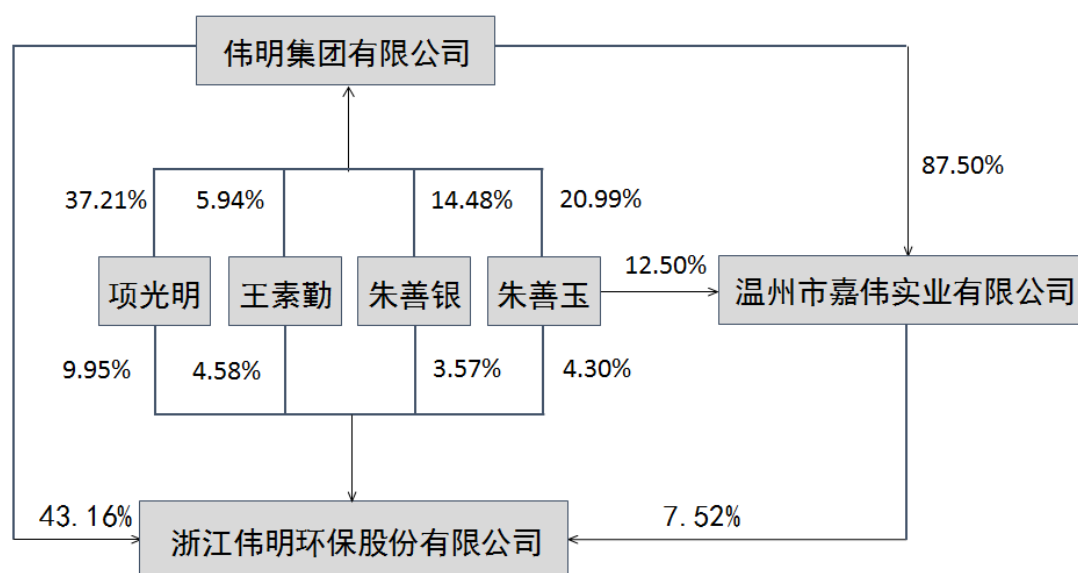 伟明集团有限公司
87.50%
37.21%
5.94%
14.48%
20.99%
项光明
王素勤
朱善银
朱善玉
12.50%
温州市嘉伟实业有限公司
9.95%
4.58%
3.57%
4.30%
43.16%
浙江伟明环保股份有限公司
7.52%